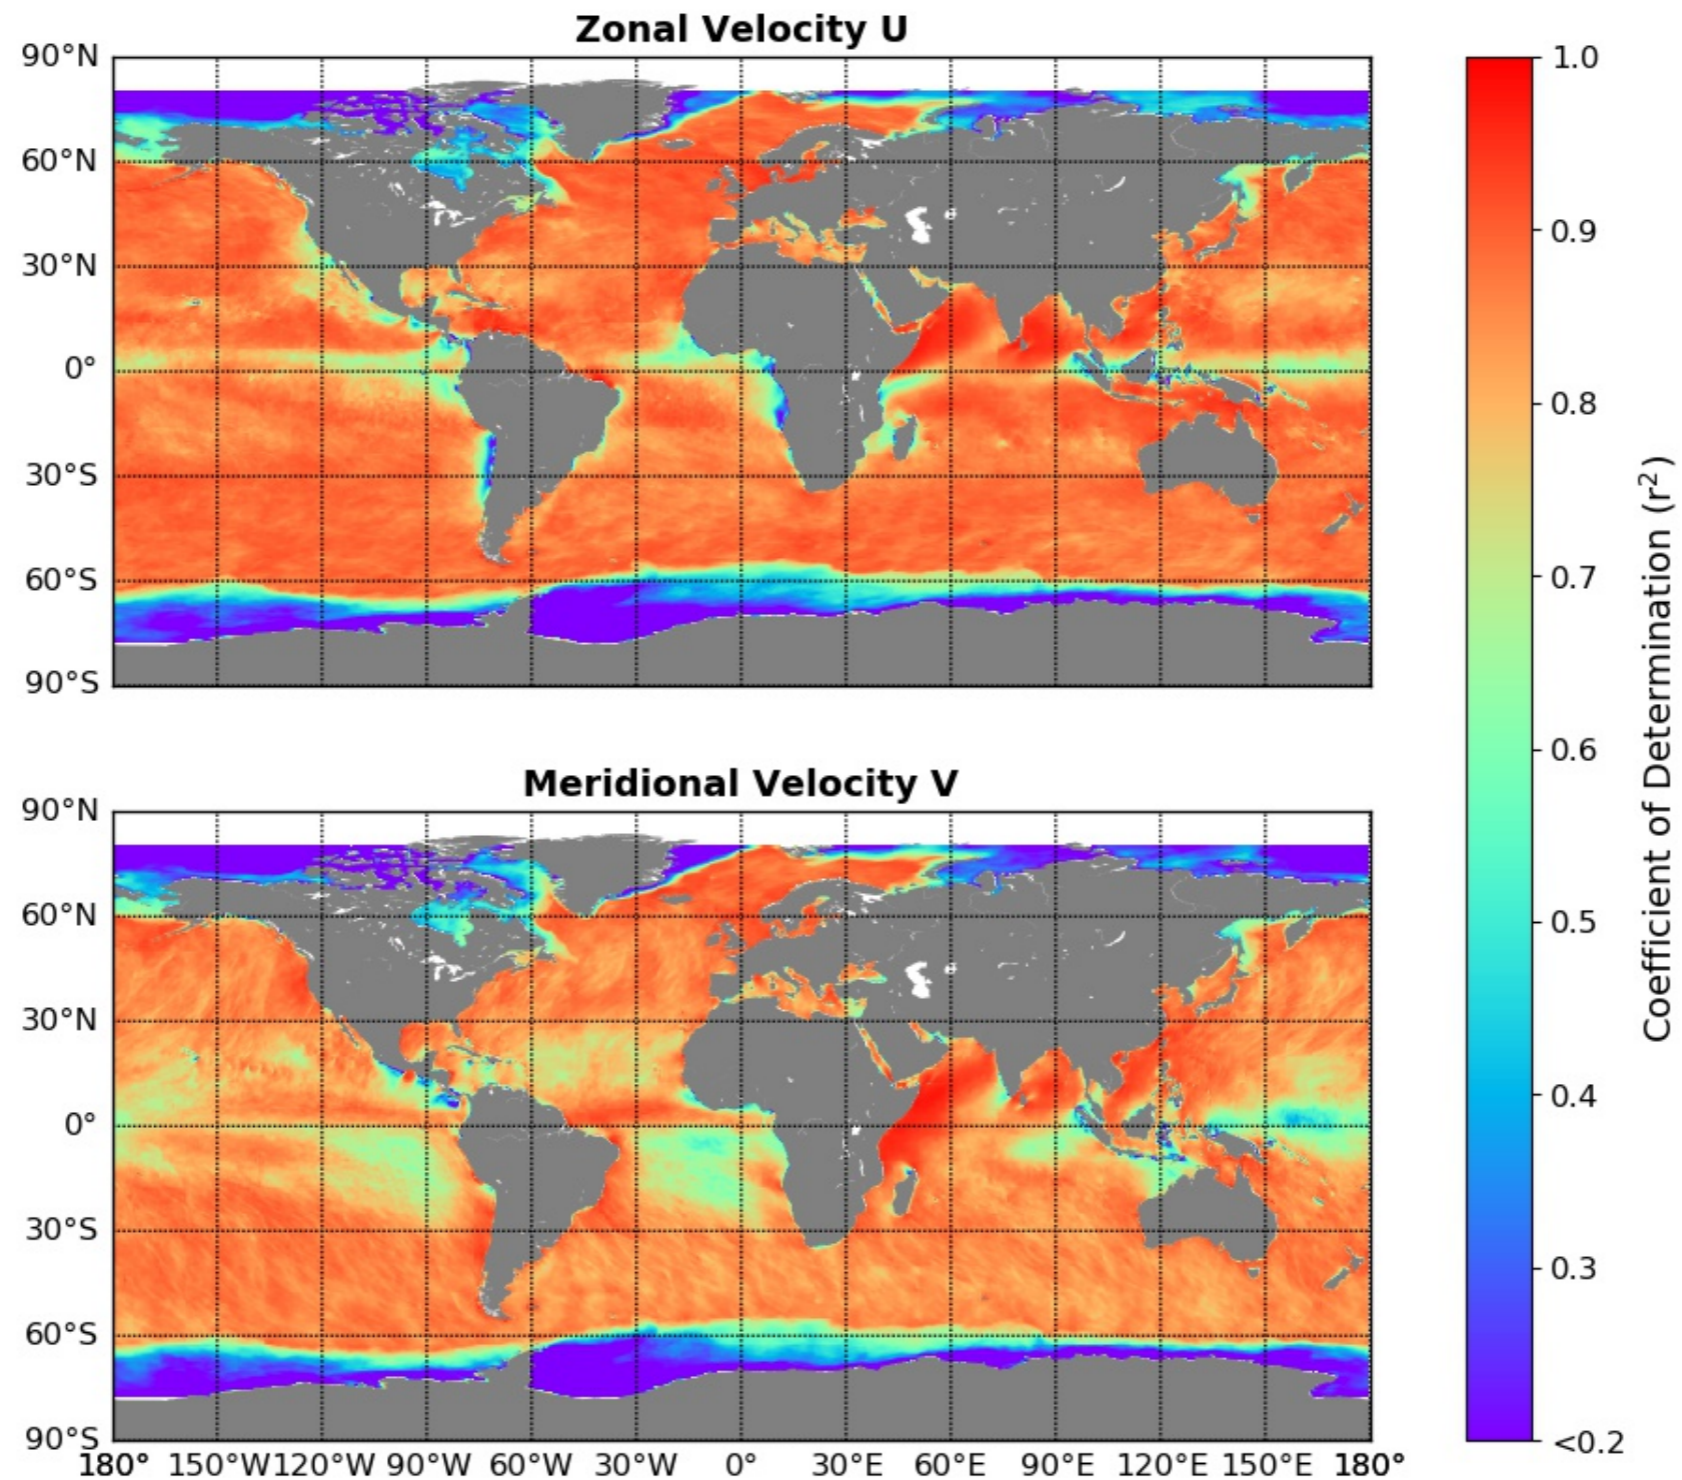 Zonal Velocity U
90°N
60°N
30°N
0°
30°S
60°S
90°S
Meridional Velocity V
90°N
60°N
30°N
0°
30°S
60°S
90°S
180° 150°W 120°W 90°W 60°W 30°W 0° 30°E 60°E 90°E 120°E 150°E 180°
1.0
0.9
0.8
0.7
0.6
0.5
0.4
0.3
<0.2
Coefficient of Determination (r²)